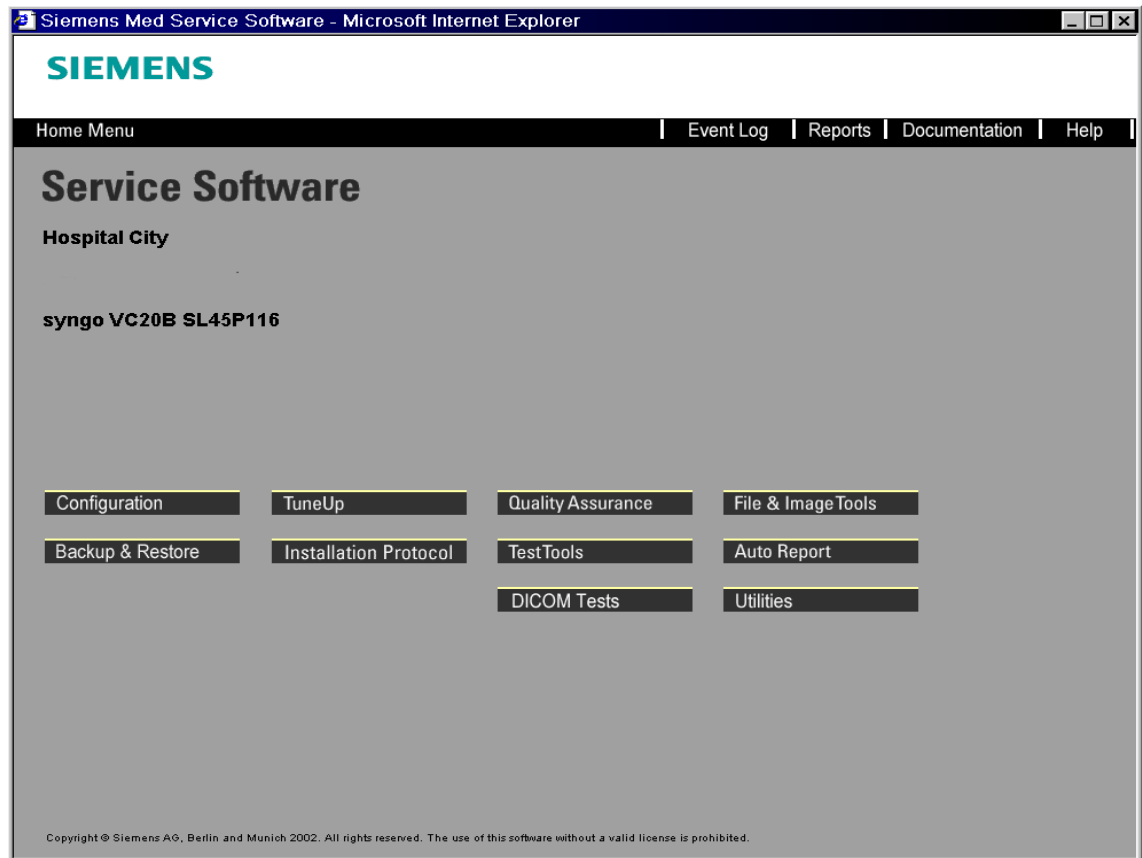 Siemens Med Service Software - Microsoft Internet Explorer
SIEMENS
Home Menu Event Log Reports Documentation Help
Service Software
Hospital City
syngo VC20B SL45P116
Configuration TuneUp Quality Assurance File & ImageTools
Backup & Restore Installation Protocol TestTools Auto Report
DICOM Tests Utilities
Copyright © Siemens AG, Berlin and Munich 2002. All rights reserved. The use of this software without a valid license is prohibited.